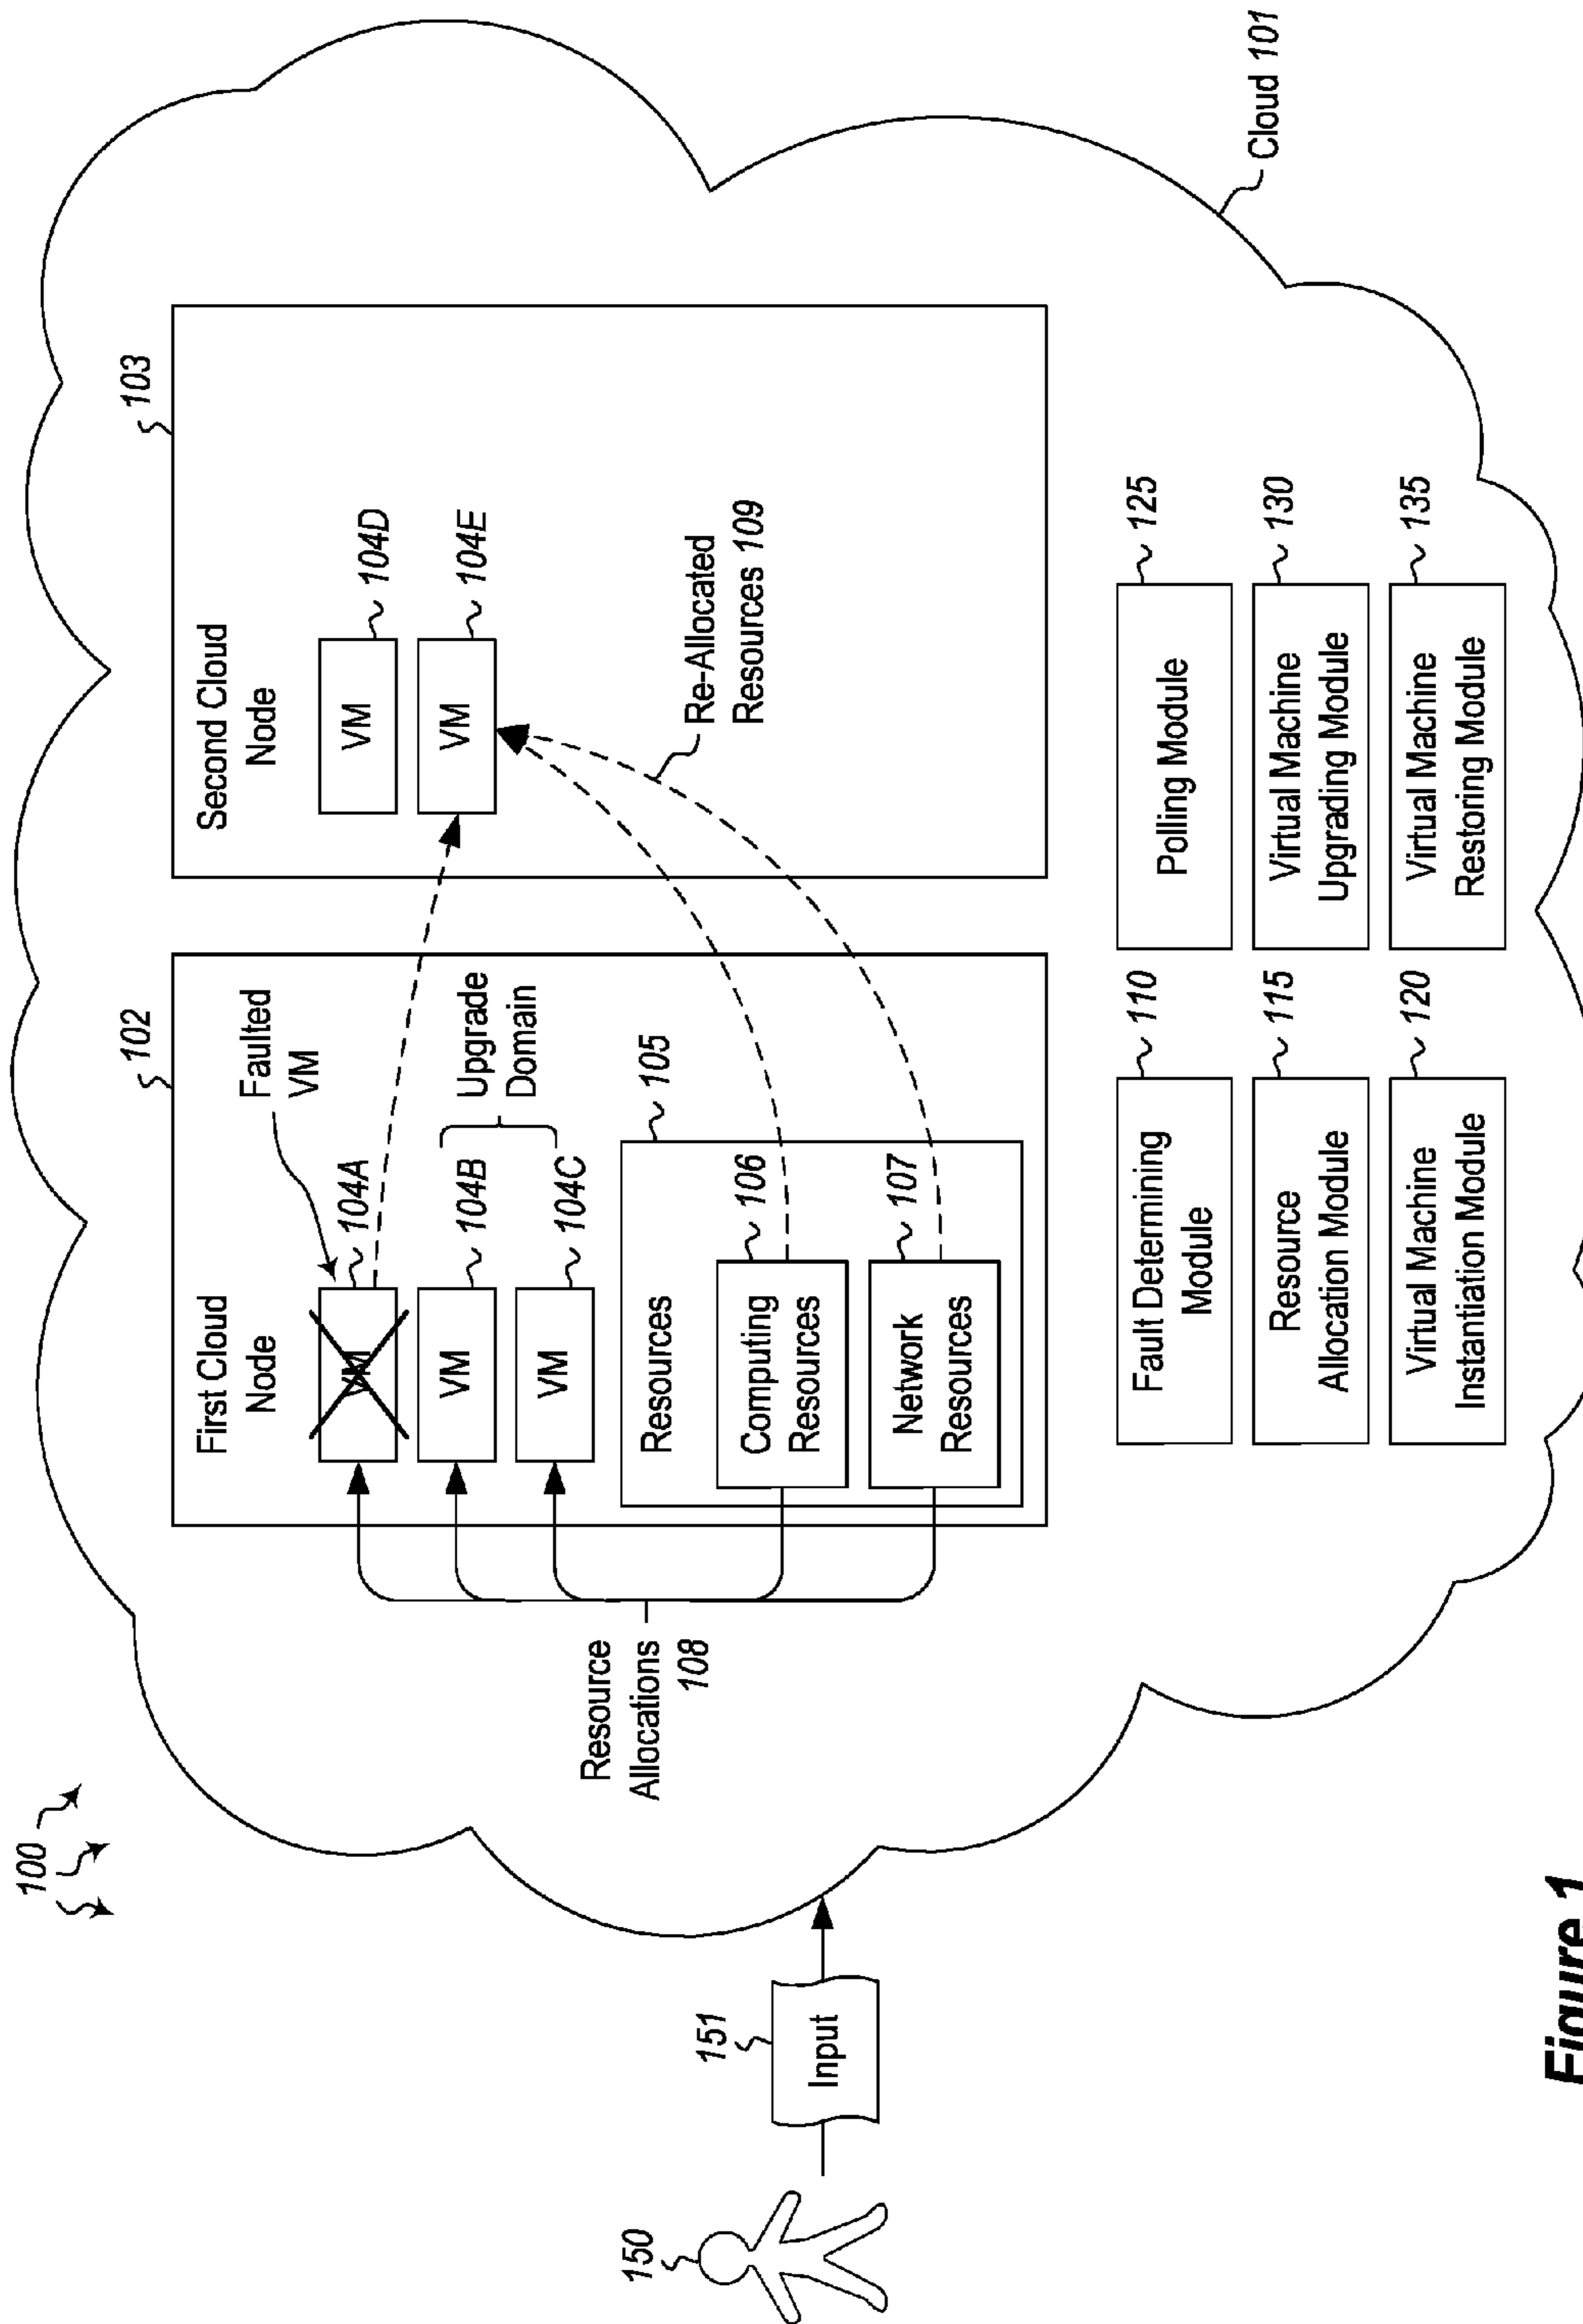 100
Cloud 101
102
First Cloud
Node
Faulted
VM
VM
104A
VM
104B
VM
104C
Upgrade
Domain
Resources
105
Computing
Resources
106
Network
Resources
107
Resource
Allocations
108
103
Second Cloud
Node
VM
104D
VM
104E
Re-Allocated
Resources 109
Fault Determining
Module
110
Resource
Allocation Module
115
Virtual Machine
Instantiation Module
120
Polling Module
125
Virtual Machine
Upgrading Module
130
Virtual Machine
Restoring Module
135
150
151
Input
Figure 1